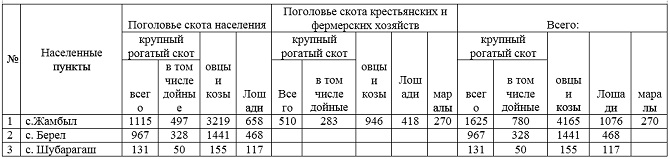 № Населенные пункты Поголовье скота населения Поголовье скота крестьянских и фермерских хозяйств Всего:
крупный рогатый скот овцы и козы Лошади крупный рогатый скот овцы и козы Лошади маралы крупный рогатый скот овцы и козы Лошади маралы
всего в том числе дойные Всего в том числе дойные всего в том числе дойные
1 с.Жамбыл 1115 497 3219 658 510 283 946 418 270 1625 780 4165 1076 270
2 с. Берел 967 328 1441 468 967 328 1441 468
3 с. Шубарагаш 131 50 155 117 131 50 155 117